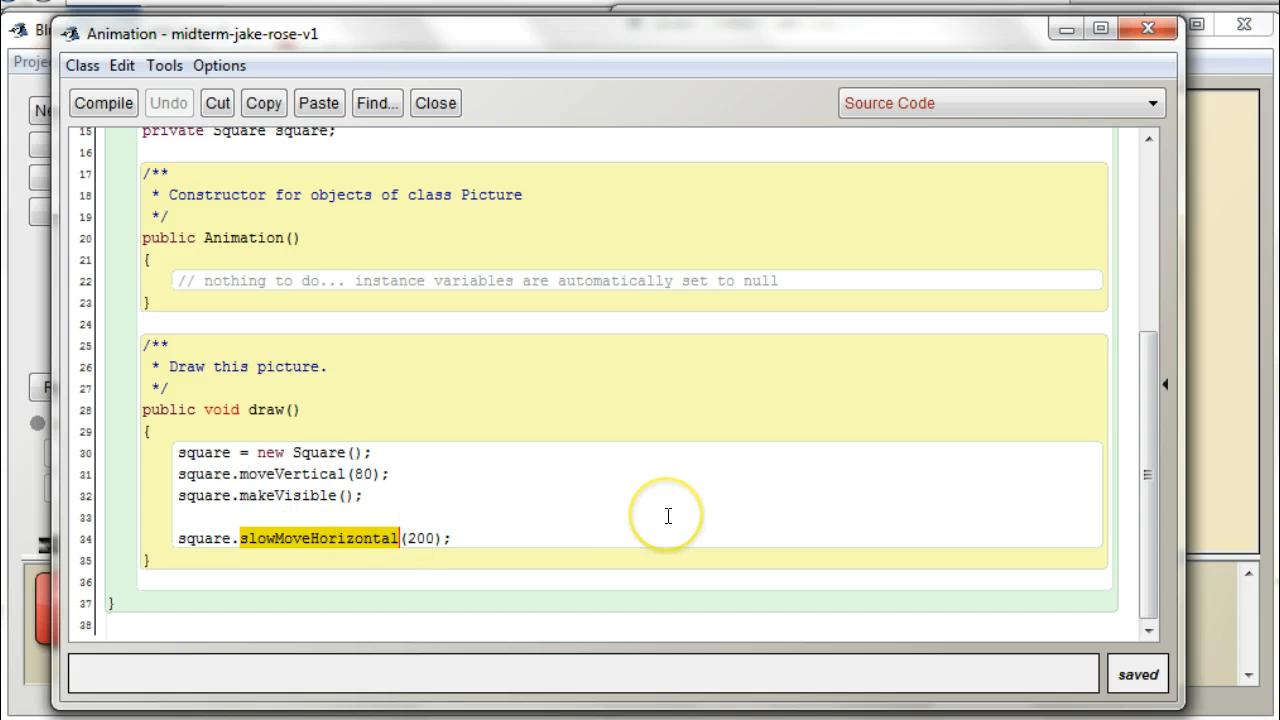 Animation - midterm-jake-rose-v1
Class Edit Tools Options
Compile Undo Cut Copy Paste Find... Close Source Code
15 private Square square;
16
17 /**
18 * Constructor for objects of class Picture
19 */
20 public Animation()
21 {
22 // nothing to do... instance variables are automatically set to null
23 }
24
25 /**
26 * Draw this picture.
27 */
28 public void draw()
29 {
30 square = new Square();
31 square.moveVertical(80);
32 square.makeVisible();
33
34 square.slowMoveHorizontal(200);
35 }
36
37 }
38
saved